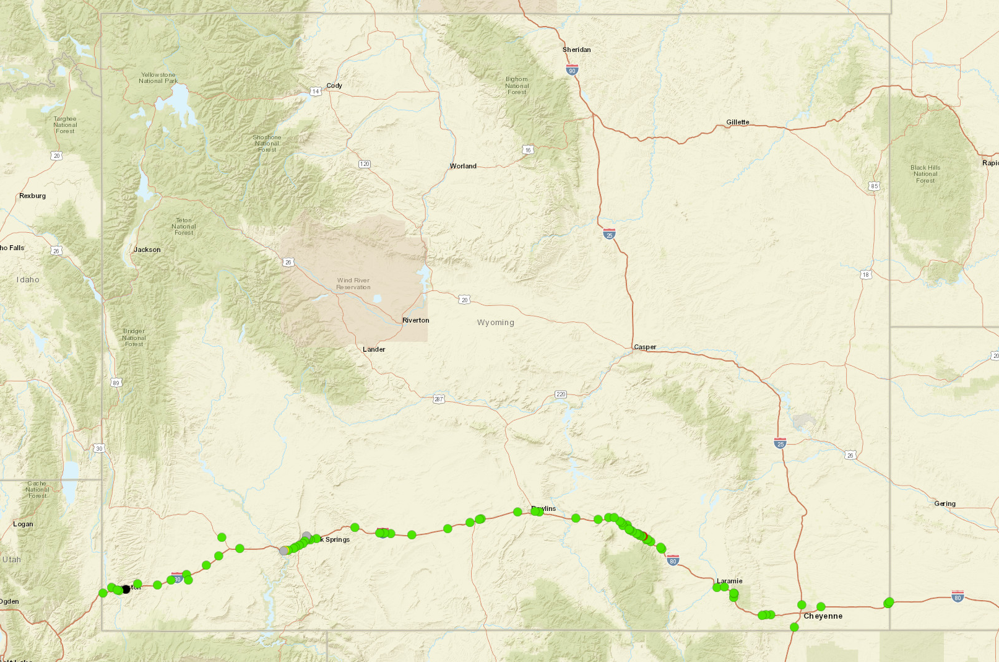 Sheridan
90
Yellowstone
National Park
Bighorn
National
Forest
Cody
14
Targhee
National
Forest
Gillette
Shoshone
National
Forest
20
16
120
Worland
Rapi
Black Hills
National
Forest
85
Rexburg
Teton
National
Forest
25
ho Falls
26
Jackson
26
18
Idaho
Wind River
Reservation
20
Riverton
Wyoming
Bridger
National
Forest
Lander
Casper
20
89
220
287
30
25
26
Cache
National
Forest
Gering
Logan
Rawlins
k Springs
Utah
80
80
Laramie
ston
Ogden
80
Cheyenne